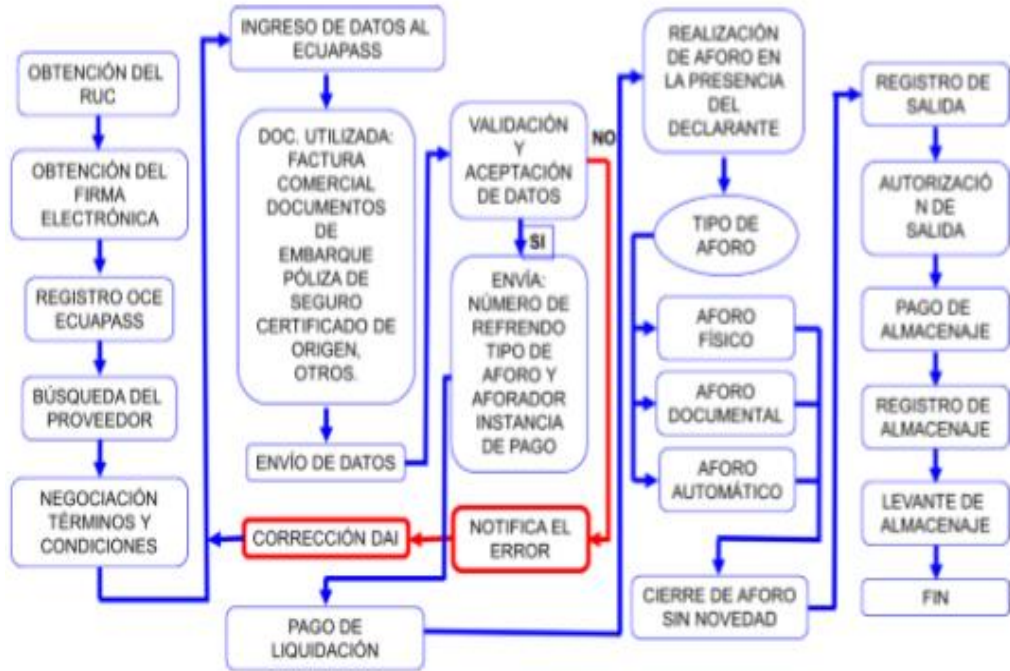 OBTENCIÓN DEL
RUC
OBTENCIÓN DEL
FIRMA
ELECTRÓNICA
REGISTRO OCE
ECUAPASS
BÚSQUEDA DEL
PROVEEDOR
NEGOCIACIÓN
TÉRMINOS Y
CONDICIONES
INGRESO DE DATOS AL
ECUAPASS
DOC. UTILIZADA:
FACTURA
COMERCIAL
DOCUMENTOS
DE
EMBARQUE
PÓLIZA DE
SEGURO
CERTIFICADO DE
ORIGEN,
OTROS.
ENVÍO DE DATOS
VALIDACIÓN
Y
ACEPTACIÓN
DE DATOS
NO
SI
ENVÍA:
NÚMERO DE
REFRENDO
TIPO DE
AFORO Y
AFORADOR
INSTANCIA
DE PAGO
NOTIFICA EL
ERROR
CORRECCIÓN DAI
PAGO DE
LIQUIDACIÓN
REALIZACIÓN
DE AFORO EN
LA PRESENCIA
DEL
DECLARANTE
TIPO DE
AFORO
AFORO
FÍSICO
AFORO
DOCUMENTAL
AFORO
AUTOMÁTICO
CIERRE DE AFORO
SIN NOVEDAD
REGISTRO DE
SALIDA
AUTORIZACIÓ
N DE
SALIDA
PAGO DE
ALMACENAJE
REGISTRO DE
ALMACENAJE
LEVANTE DE
ALMACENAJE
FIN